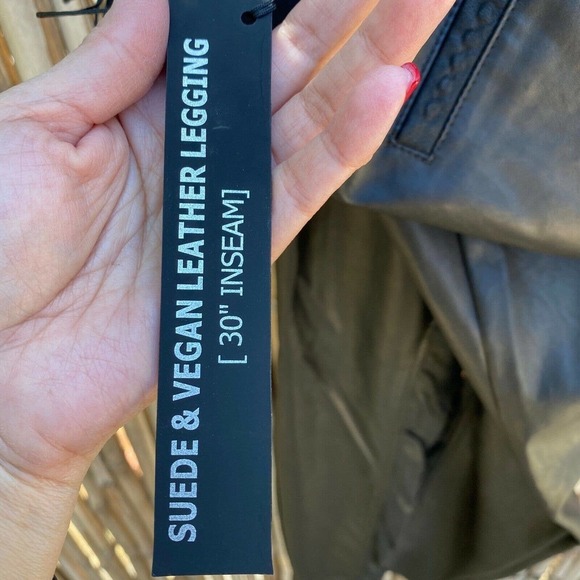 SUEDE & VEGAN LEATHER LEGGING
[ 30" INSEAM]